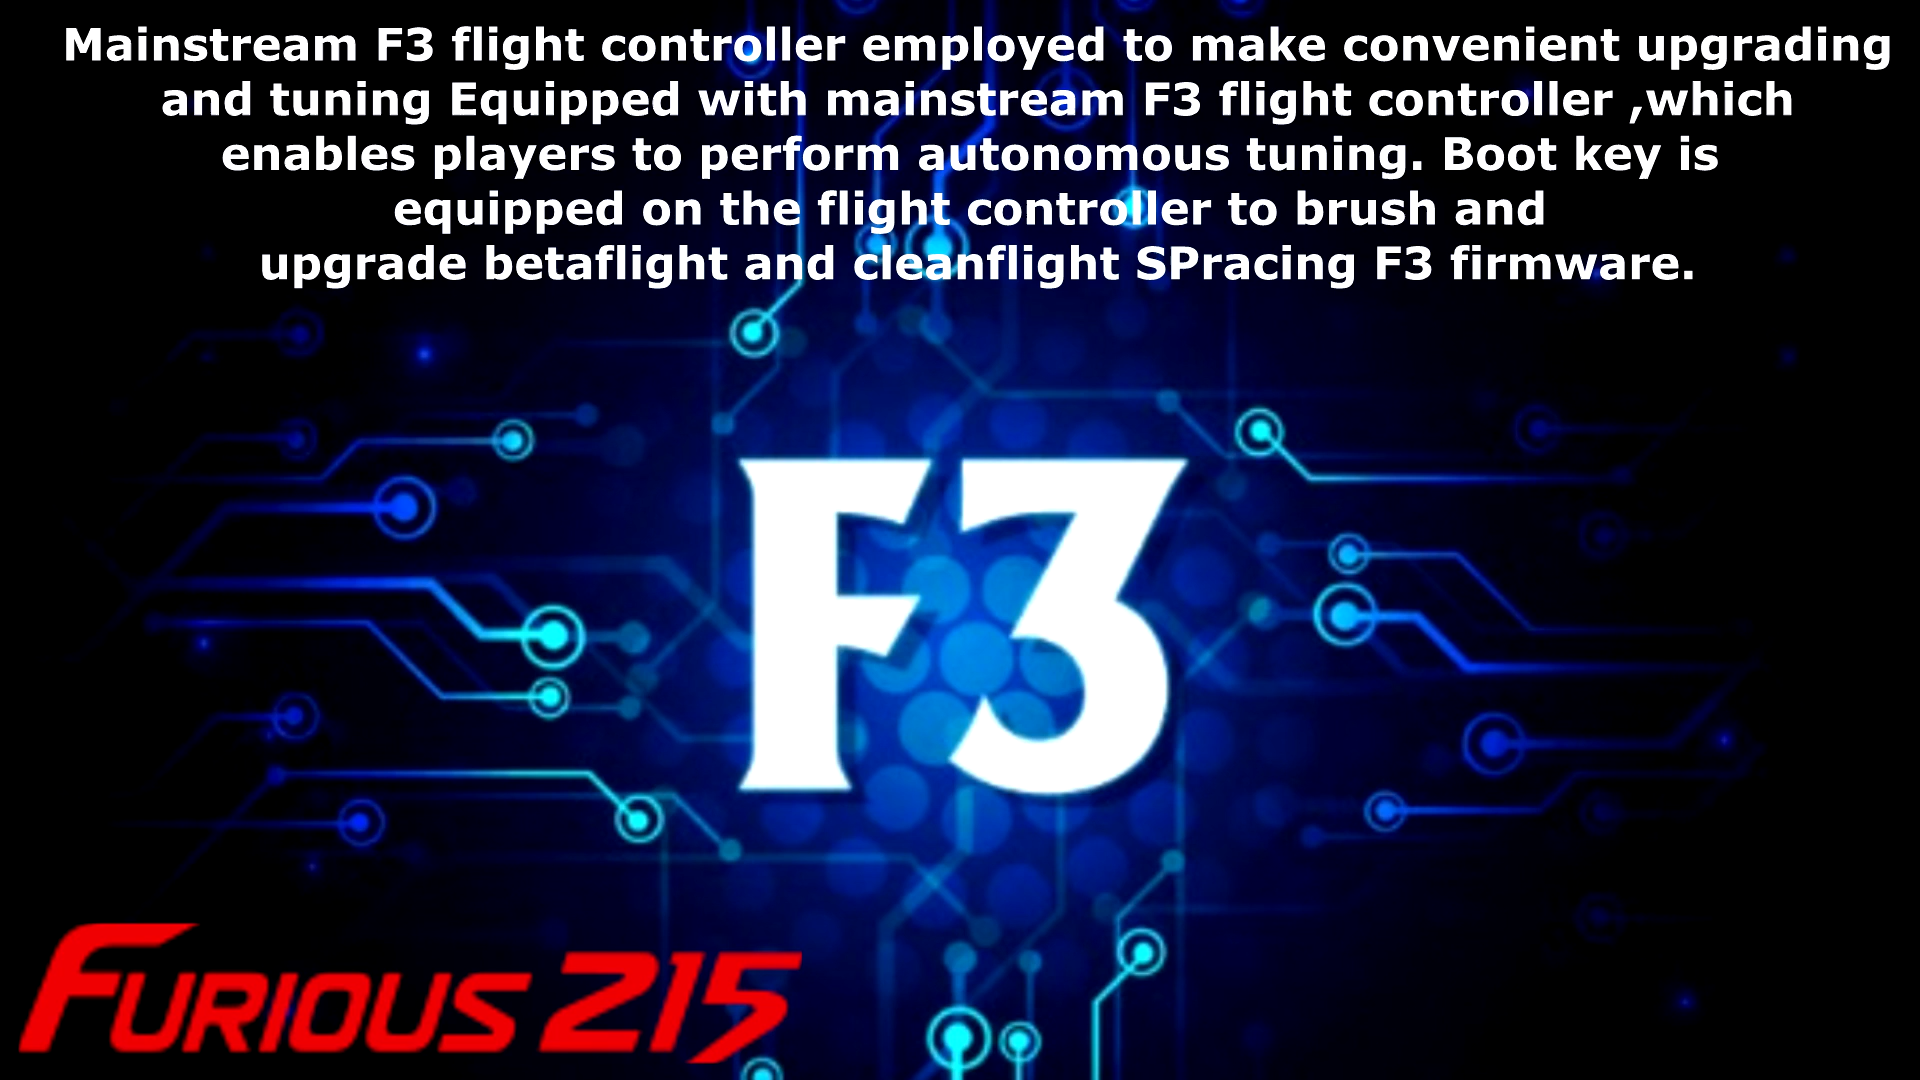 Mainstream F3 flight controller employed to make convenient upgrading
and tuning Equipped with mainstream F3 flight controller ,which
enables players to perform autonomous tuning. Boot key is
equipped on the flight controller to brush and
upgrade betaflight and cleanflight SPracing F3 firmware.
F3
FURIOUS 215